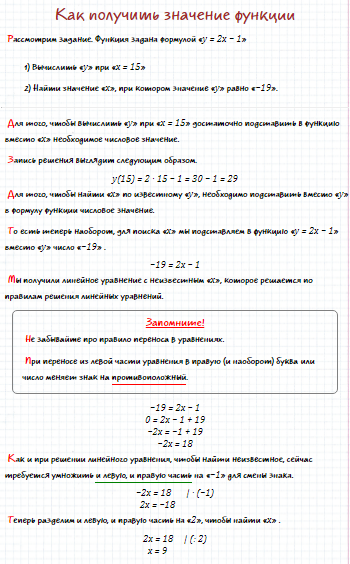 Как получить значение функции
Рассмотрим задание. Функция задана формулой «y = 2x − 1»
1) Вычислить «y» при «x = 15»
2) Найти значение «x», при котором значение «y» равно «−19».
Для того, чтобы вычислить «y» при «x = 15» достаточно подставить в функцию
вместо «x» необходимое числовое значение.
Запись решения выглядит следующим образом.
y(15) = 2 · 15 − 1 = 30 − 1 = 29
Для того, чтобы найти «x» по известному «y», необходимо подставить вместо «y»
в формулу функции числовое значение.
То есть теперь наоборот, для поиска «x» мы подставляем в функцию «y = 2x − 1»
вместо «y» число «−19» .
−19 = 2x − 1
Мы получили линейное уравнение с неизвестным «x», которое решается по
правилам решения линейных уравнений.
Запомните!
Не забывайте про правило переноса в уравнениях.
При переносе из левой части уравнения в правую (и наоборот) буква или
число меняет знак на противоположный.
−19 = 2x − 1
0 = 2x − 1 + 19
−2x = −1 + 19
−2x = 18
Как и при решении линейного уравнения, чтобы найти неизвестное, сейчас
требуется умножить и левую, и правую часть на «−1» для смены знака.
−2x = 18 | · (−1)
2x = −18
Теперь разделим и левую, и правую часть на «2», чтобы найти «x» .
2x = 18 | (: 2)
x = 9